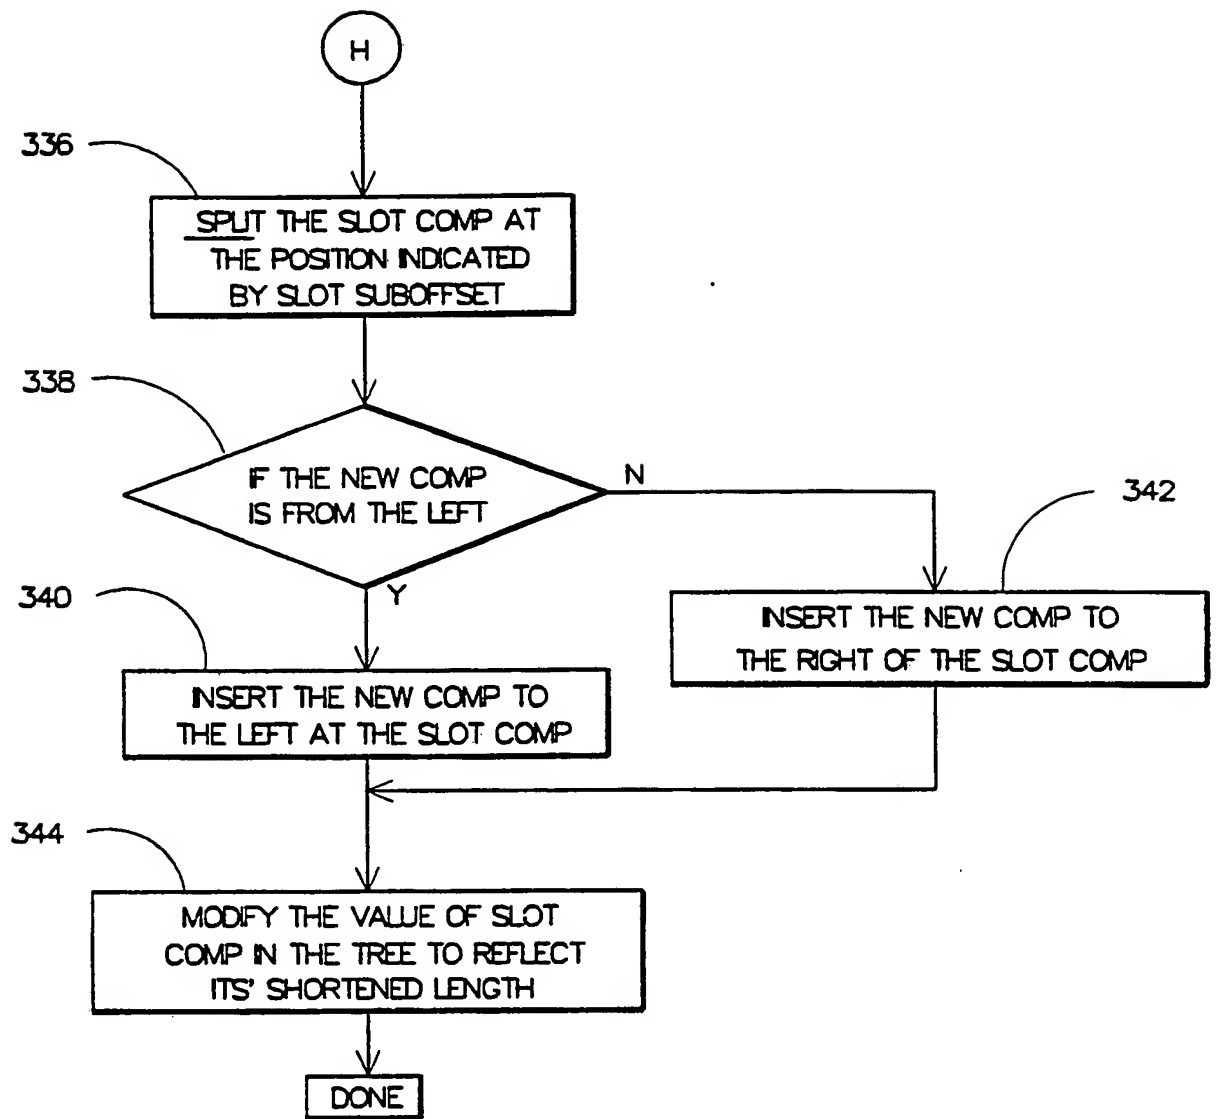 H
336
SPLIT THE SLOT COMP AT
THE POSITION INDICATED
BY SLOT SUBOFFSET
338
IF THE NEW COMP
IS FROM THE LEFT
N
342
Y
340
INSERT THE NEW COMP TO
THE RIGHT OF THE SLOT COMP
INSERT THE NEW COMP TO
THE LEFT AT THE SLOT COMP
344
MODIFY THE VALUE OF SLOT
COMP IN THE TREE TO REFLECT
ITS' SHORTENED LENGTH
DONE